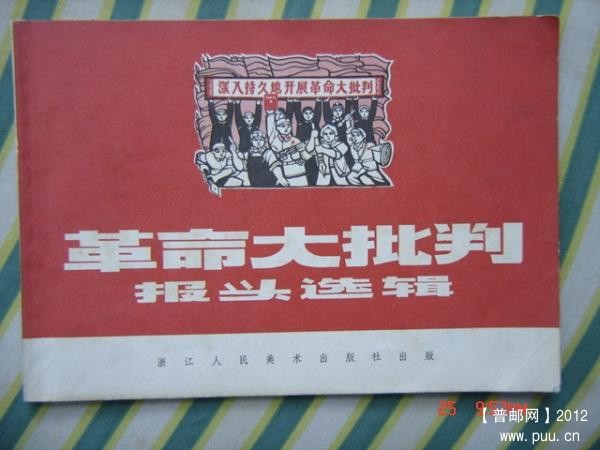 深入持久地开展革命大批判
革命大批判
报头选辑
浙江人民美术出版社出版
25
【普邮网】2012
www.puu.cn